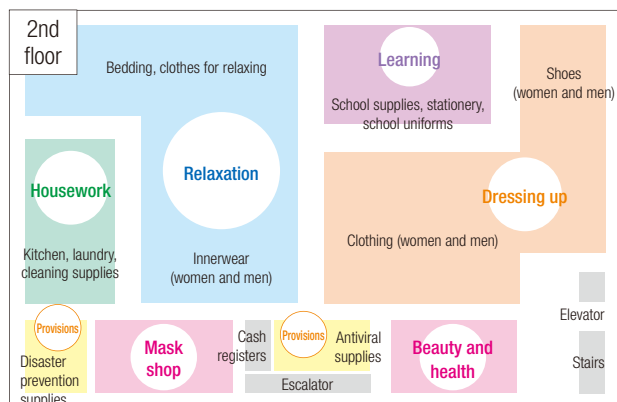 2nd
floor
Bedding, clothes for relaxing
Learning
School supplies, stationery,
school uniforms
Shoes
(women and men)
Housework
Kitchen, laundry,
cleaning supplies
Relaxation
Innerwear
(women and men)
Dressing up
Clothing (women and men)
Elevator
Stairs
Provisions
Disaster
prevention
supplies
Mask
shop
Cash
registers
Provisions
Antiviral
supplies
Escalator
Beauty and
health